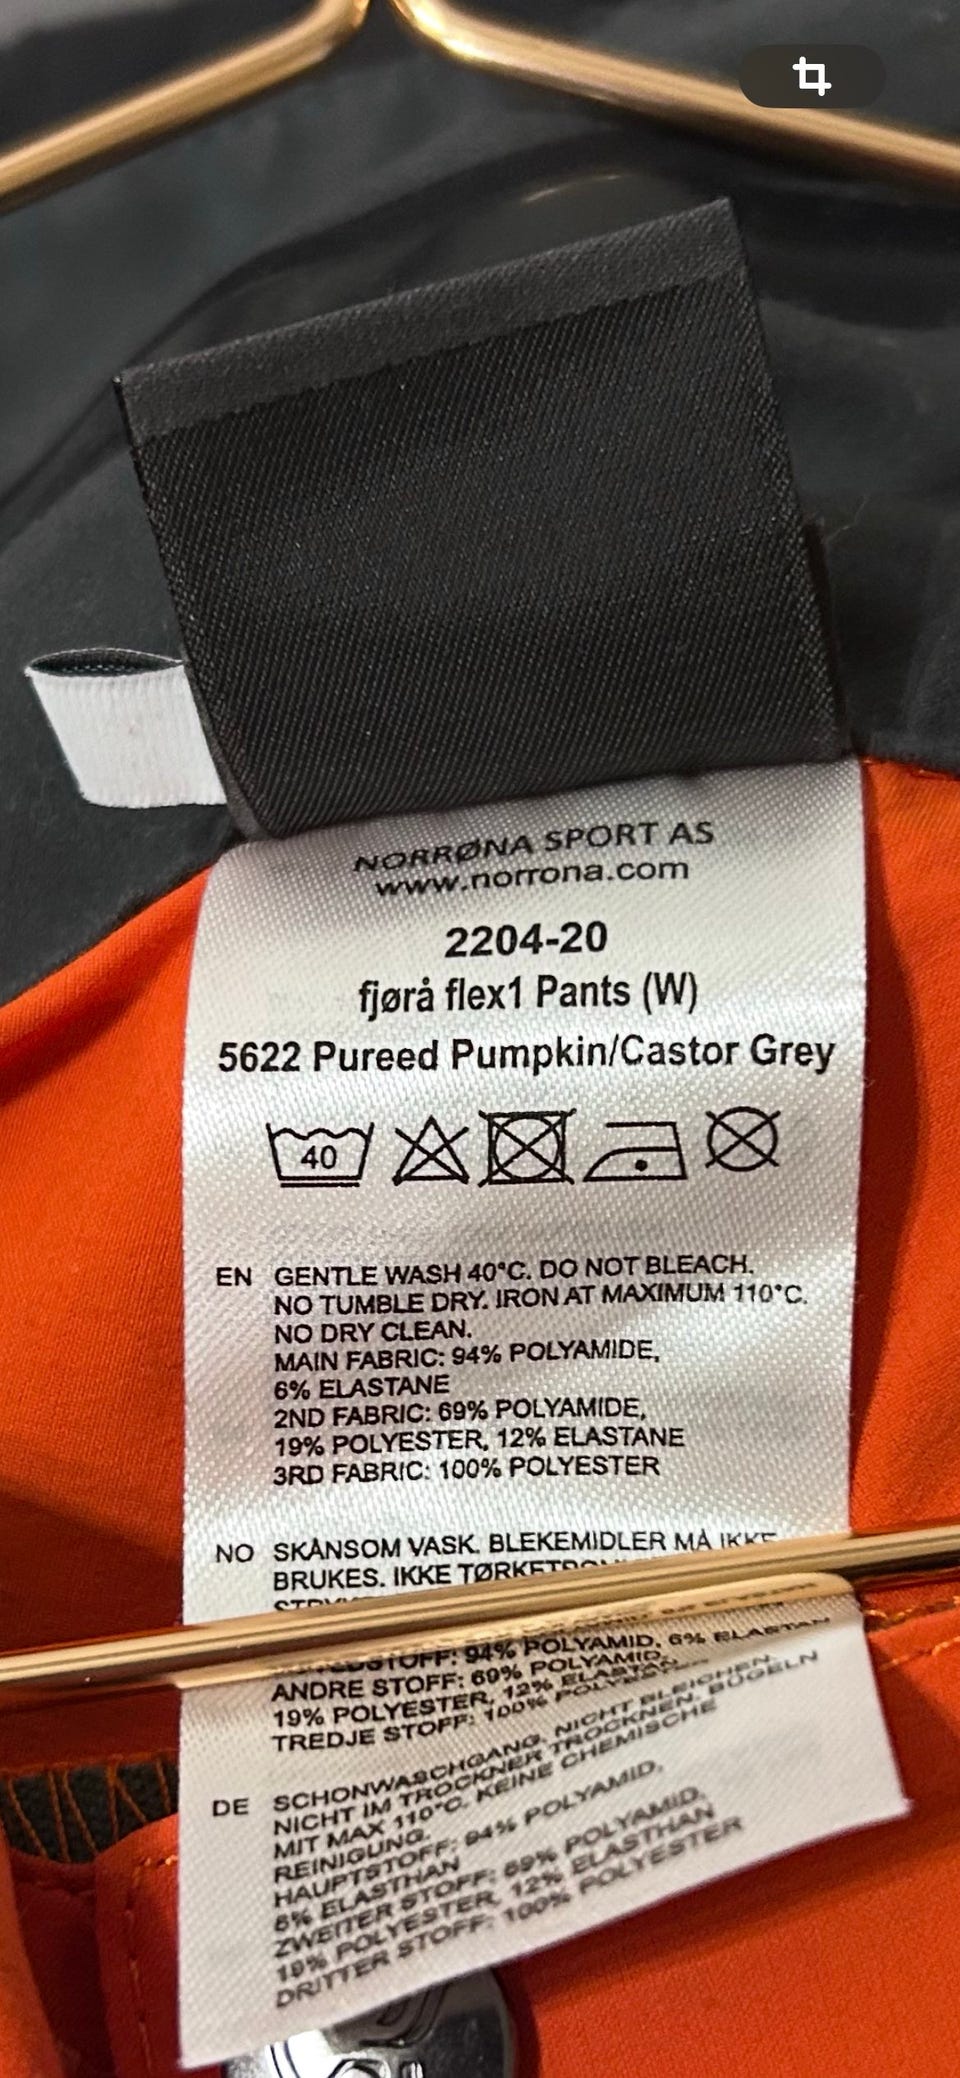 NORRØNA SPORT AS
www.norrona.com
2204-20
fjørå flex1 Pants (W)
5622 Pureed Pumpkin/Castor Grey
40
EN GENTLE WASH 40°C. DO NOT BLEACH.
NO TUMBLE DRY. IRON AT MAXIMUM 110°C.
NO DRY CLEAN.
MAIN FABRIC: 94% POLYAMIDE,
6% ELASTANE
2ND FABRIC: 69% POLYAMIDE,
19% POLYESTER, 12% ELASTANE
3RD FABRIC: 100% POLYESTER
NO SKÅNSOM VASK. BLEKEMIDLER MÅ IKKE
BRUKES. IKKE
94% POLYAMID, 6% ELASTAN
ANDRE STOFF: 69% POLYAMID,
19% POLYESTER, 12% ELASTAN
TREDJE STOFF: 100% POLYESTER
DE SCHONWASCHGANG. NICHT BLEICHEN.
NICHT IM TROCKNER TROCKNEN. BÜGELN
MIT MAX 110°C. KEINE CHEMISCHE
REINIGUNG.
HAUPTSTOFF: 94% POLYAMID,
6% ELASTHAN
ZWEITER STOFF: 69% POLYAMID,
19% POLYESTER, 12% ELASTHAN
DRITTER STOFF: 100% POLYESTER